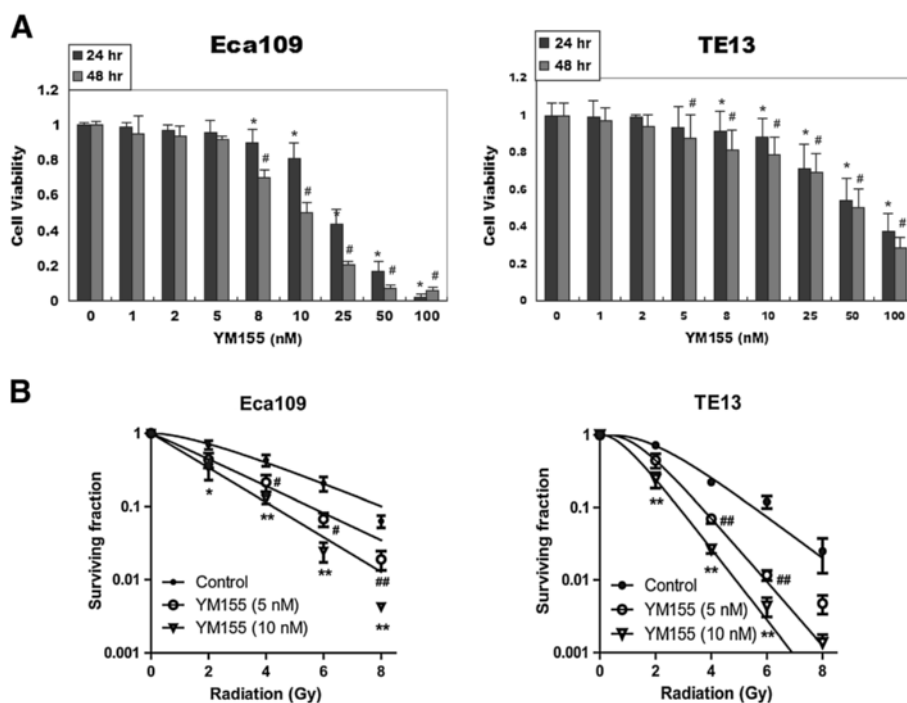 A
Eca109
24 hr
48 hr
1.2
1
0.8
0.6
0.4
0.2
0
Cell Viability
* # * # * # * # * #
0 1 2 5 8 10 25 50 100
YM155 (nM)
TE13
24 hr
48 hr
1.2
1
0.8
0.6
0.4
0.2
0
Cell Viability
# * # * # * # * # * #
0 1 2 5 8 10 25 50 100
YM155 (nM)
B
Eca109
1
0.1
0.01
0.001
Surviving fraction
* # ** # ** ## **
Control
YM155 (5 nM)
YM155 (10 nM)
0 2 4 6 8
Radiation (Gy)
TE13
1
0.1
0.01
0.001
Surviving fraction
** ## ** ## **
Control
YM155 (5 nM)
YM155 (10 nM)
0 2 4 6 8
Radiation (Gy)